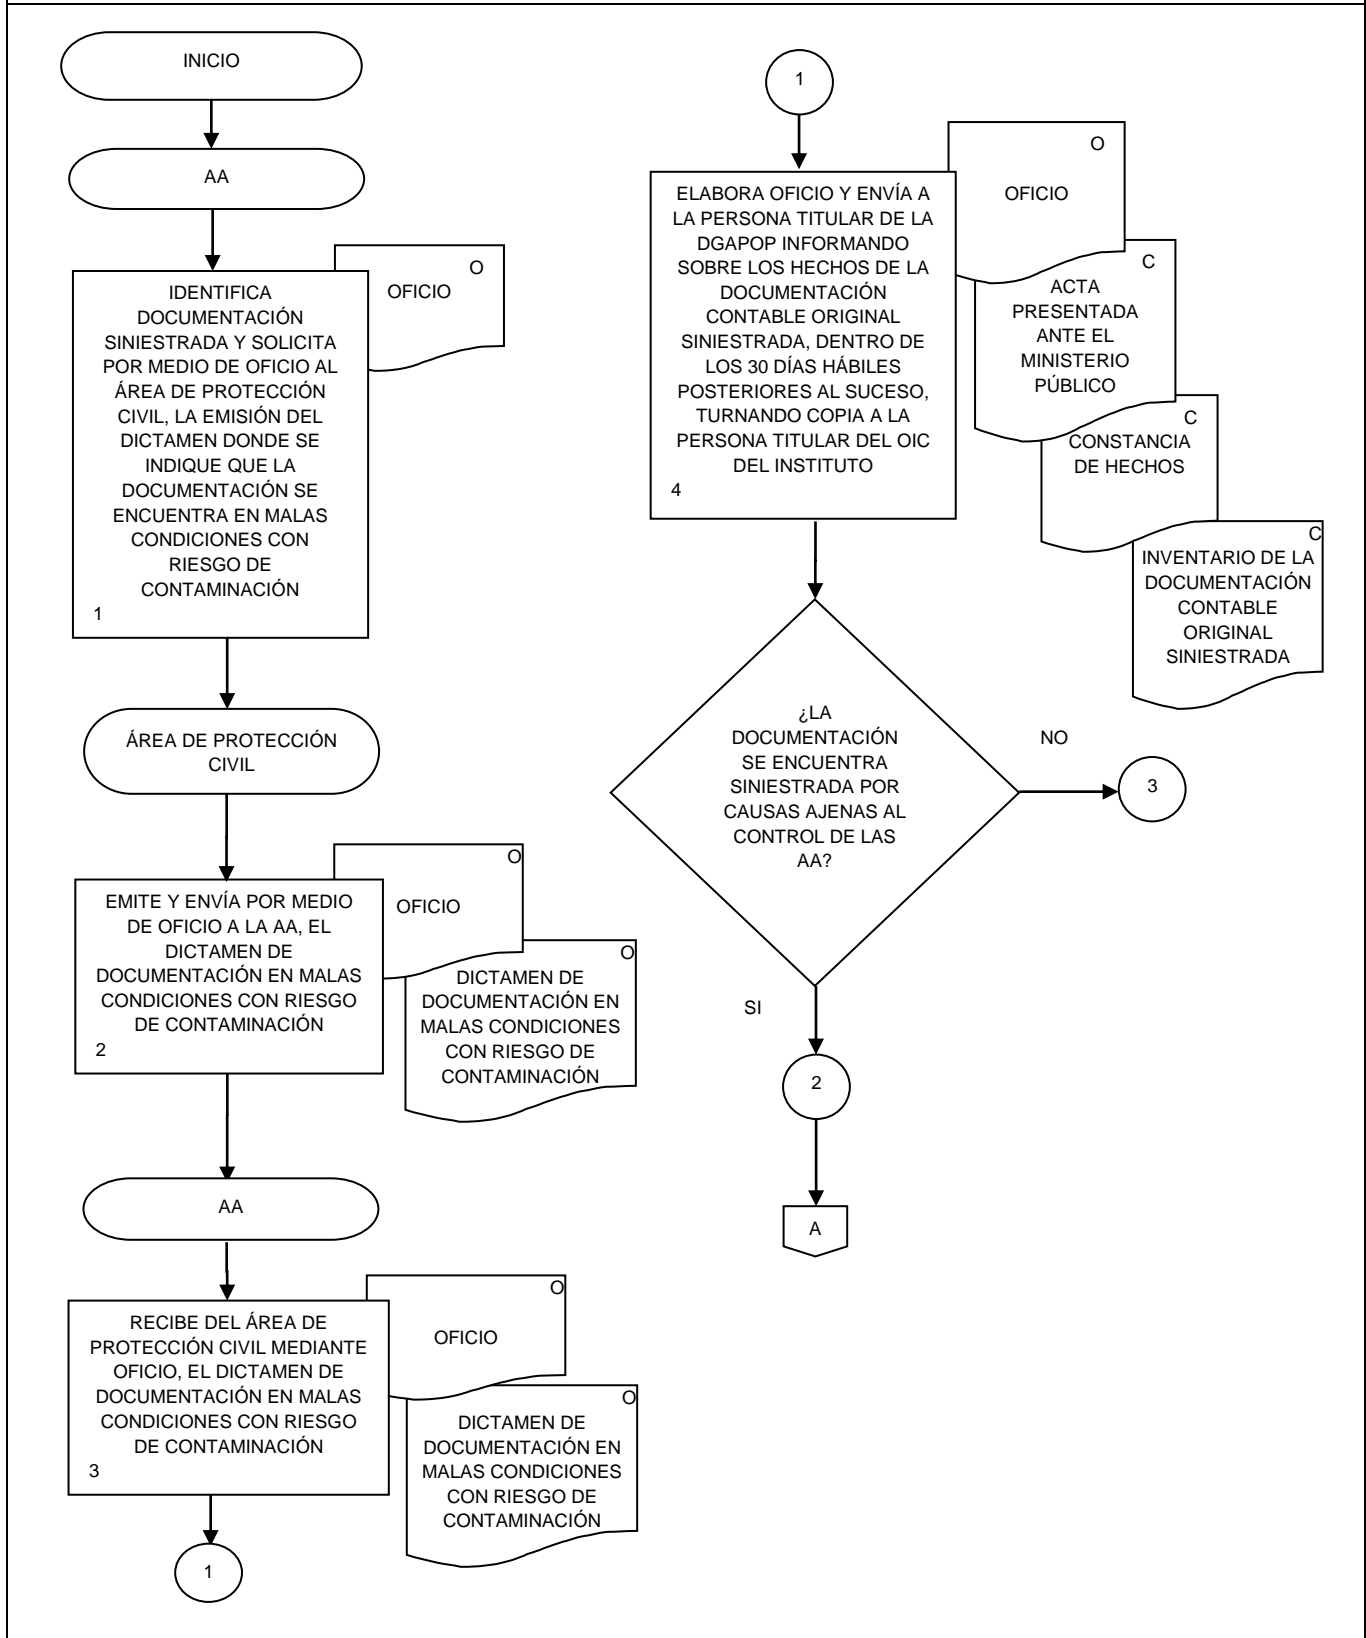 INICIO
AA
IDENTIFICA
DOCUMENTACIÓN
SINIESTRADA Y SOLICITA
POR MEDIO DE OFICIO AL
ÁREA DE PROTECCIÓN
CIVIL, LA EMISIÓN DEL
DICTAMEN DONDE SE
INDIQUE QUE LA
DOCUMENTACIÓN SE
ENCUENTRA EN MALAS
CONDICIONES CON
RIESGO DE
CONTAMINACIÓN
1
O
OFICIO
ÁREA DE PROTECCIÓN
CIVIL
EMITE Y ENVÍA POR MEDIO
DE OFICIO A LA AA, EL
DICTAMEN DE
DOCUMENTACIÓN EN MALAS
CONDICIONES CON RIESGO
DE CONTAMINACIÓN
2
O
OFICIO
O
DICTAMEN DE
DOCUMENTACIÓN EN
MALAS CONDICIONES
CON RIESGO DE
CONTAMINACIÓN
AA
RECIBE DEL ÁREA DE
PROTECCIÓN CIVIL MEDIANTE
OFICIO, EL DICTAMEN DE
DOCUMENTACIÓN EN MALAS
CONDICIONES CON RIESGO
DE CONTAMINACIÓN
3
O
OFICIO
O
DICTAMEN DE
DOCUMENTACIÓN EN
MALAS CONDICIONES
CON RIESGO DE
CONTAMINACIÓN
1
1
ELABORA OFICIO Y ENVÍA A
LA PERSONA TITULAR DE LA
DGAPOP INFORMANDO
SOBRE LOS HECHOS DE LA
DOCUMENTACIÓN
CONTABLE ORIGINAL
SINIESTRADA, DENTRO DE
LOS 30 DÍAS HÁBILES
POSTERIORES AL SUCESO,
TURNANDO COPIA A LA
PERSONA TITULAR DEL OIC
DEL INSTITUTO
4
O
OFICIO
C
ACTA
PRESENTADA
ANTE EL
MINISTERIO
PÚBLICO
C
CONSTANCIA
DE HECHOS
C
INVENTARIO DE LA
DOCUMENTACIÓN
CONTABLE
ORIGINAL
SINIESTRADA
¿LA
DOCUMENTACIÓN
SE ENCUENTRA
SINIESTRADA POR
CAUSAS AJENAS AL
CONTROL DE LAS
AA?
NO
3
SI
2
A